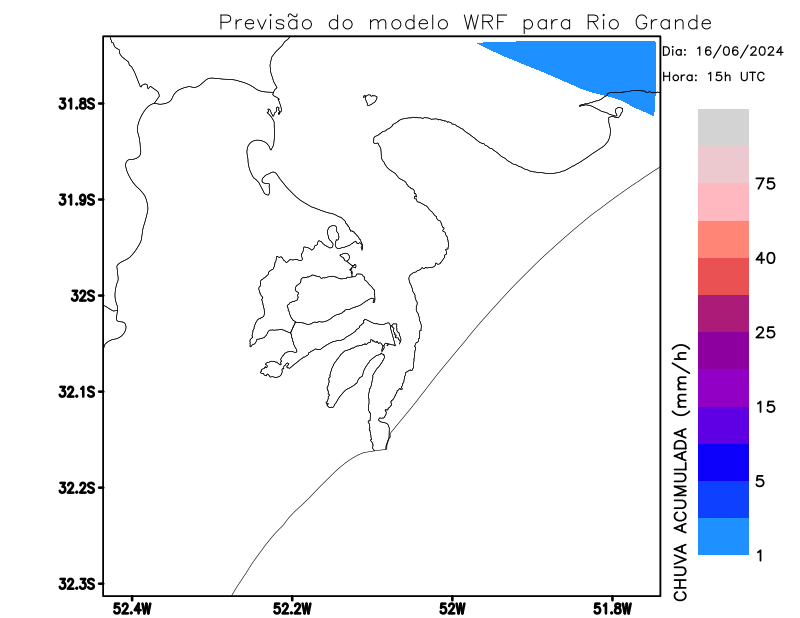 Previsão do modelo WRF para Rio Grande
Dia: 16/06/2024
Hora: 15h UTC
31.8S
31.9S
32S
32.1S
32.2S
32.3S
52.4W
52.2W
52W
51.8W
75
40
25
15
5
1
CHUVA ACUMULADA (mm/h)